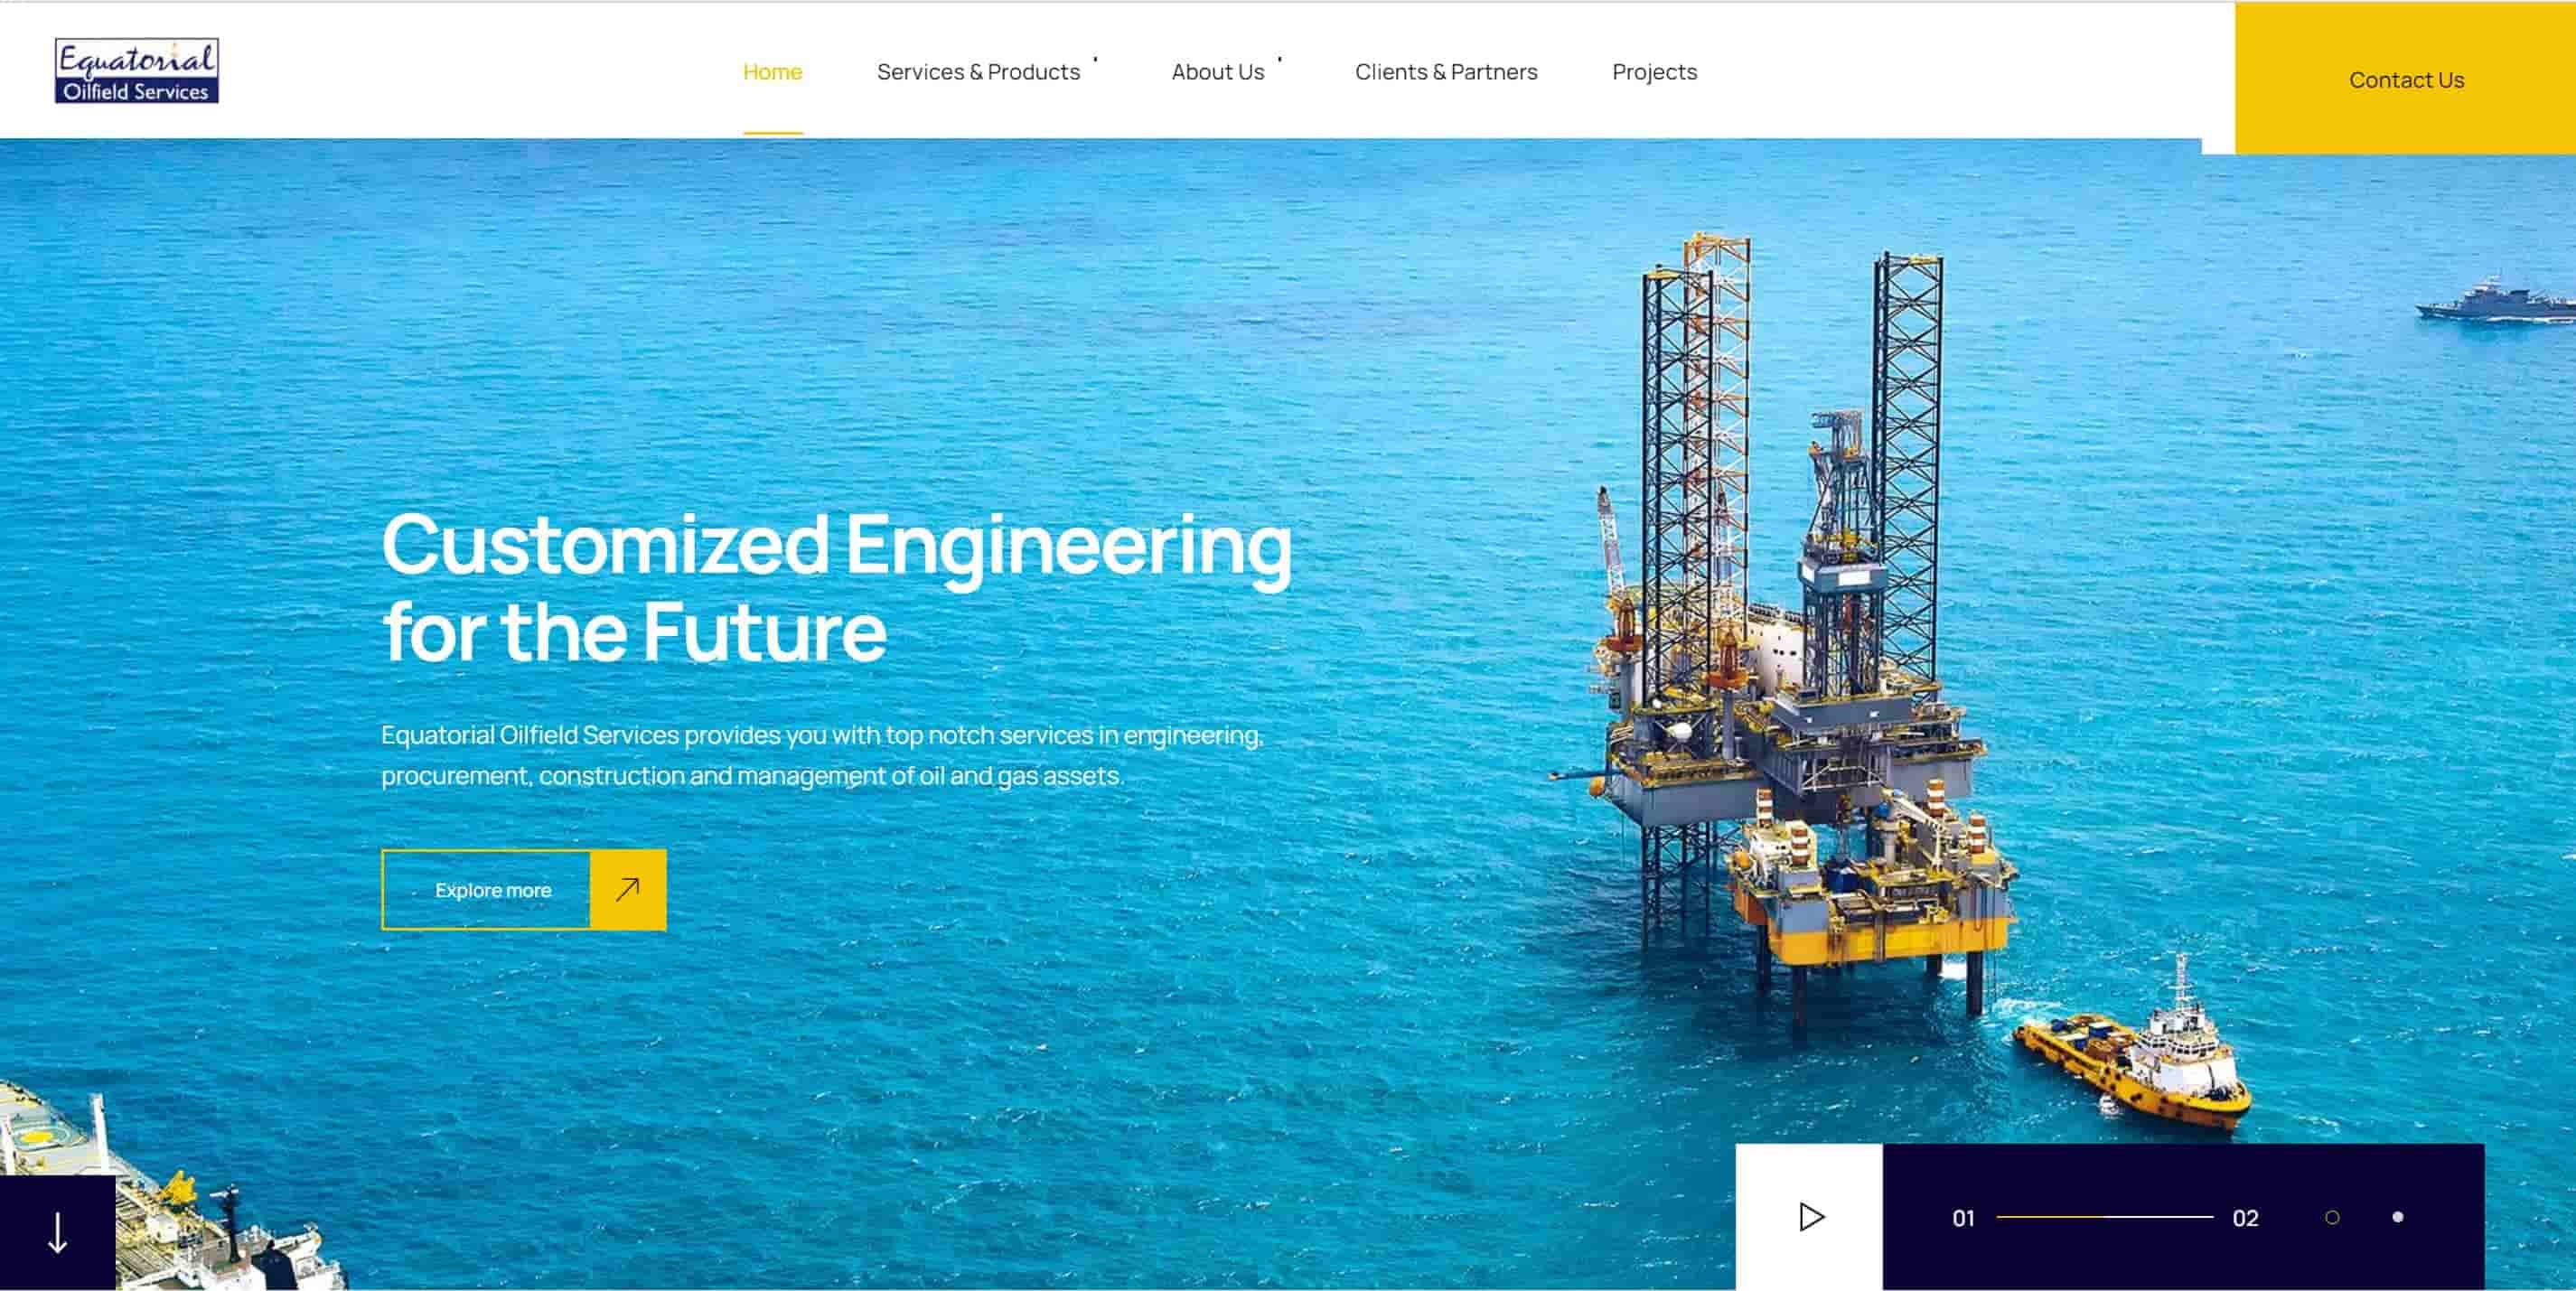 Equatorial
Oilfield Services
Home
Services & Products
About Us
Clients & Partners
Projects
Contact Us
Customized Engineering
for the Future
Equatorial Oilfield Services provides you with top notch services in engineering,
procurement, construction and management of oil and gas assets.
Explore more
01
02